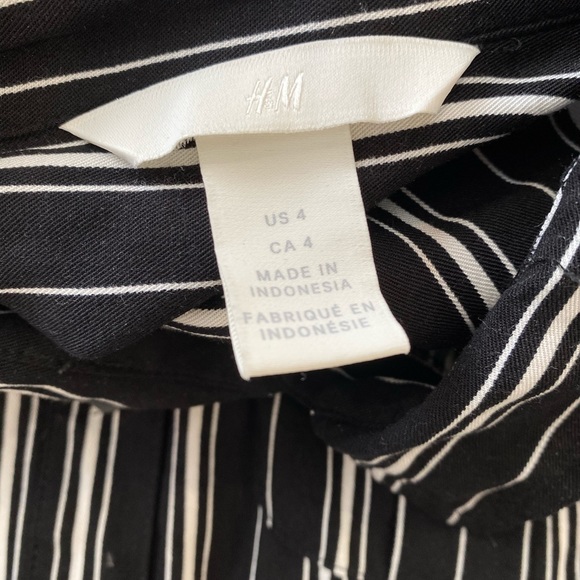 H&M
US 4
CA 4
MADE IN
INDONESIA
FABRIQUÉ EN
INDONÉSIE